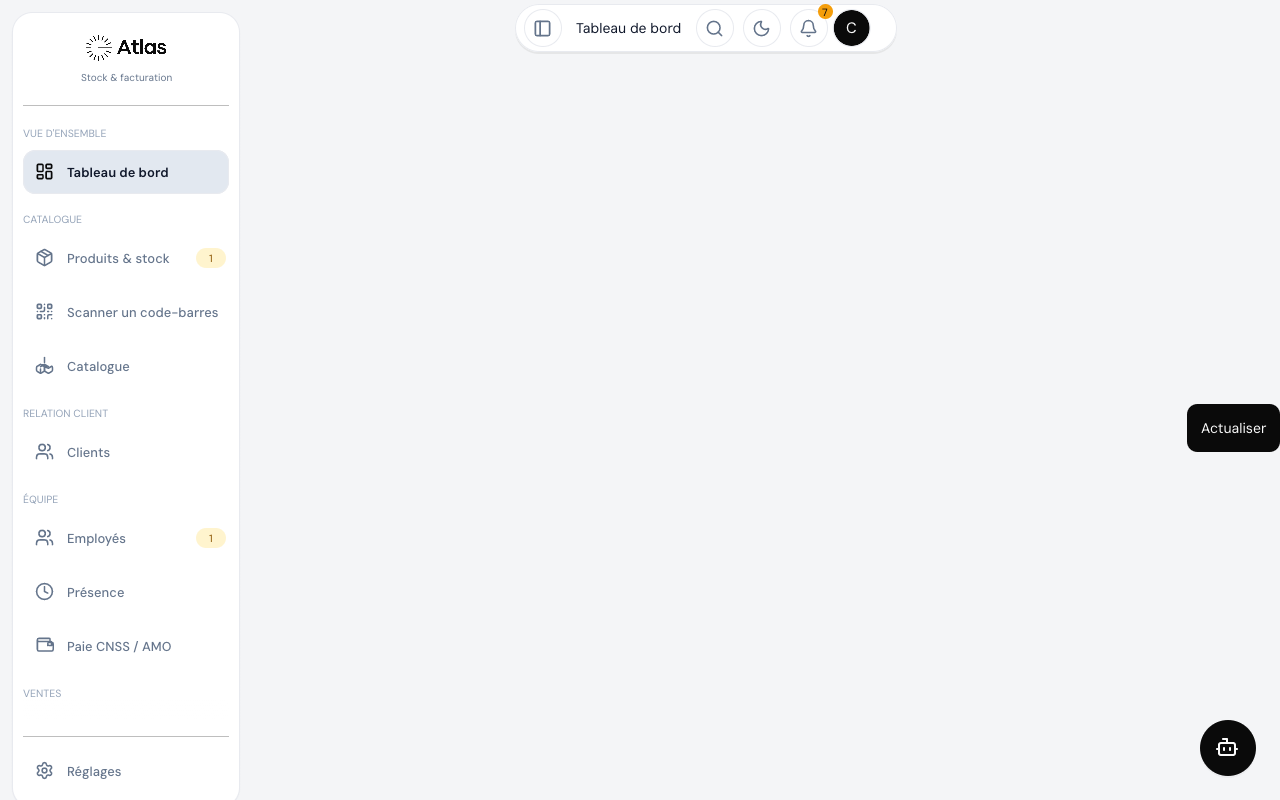 Atlas
Stock & facturation
VUE D'ENSEMBLE
Tableau de bord
CATALOGUE
Produits & stock 1
Scanner un code-barres
Catalogue
RELATION CLIENT
Clients
ÉQUIPE
Employés 1
Présence
Paie CNSS / AMO
VENTES
Réglages
Tableau de bord 7 C
Actualiser